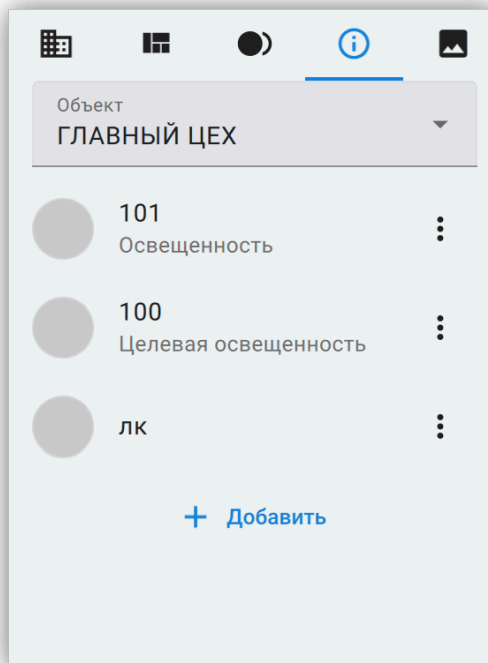 Объект
ГЛАВНЫЙ ЦЕХ
101
Освещенность
100
Целевая освещенность
лк
Добавить